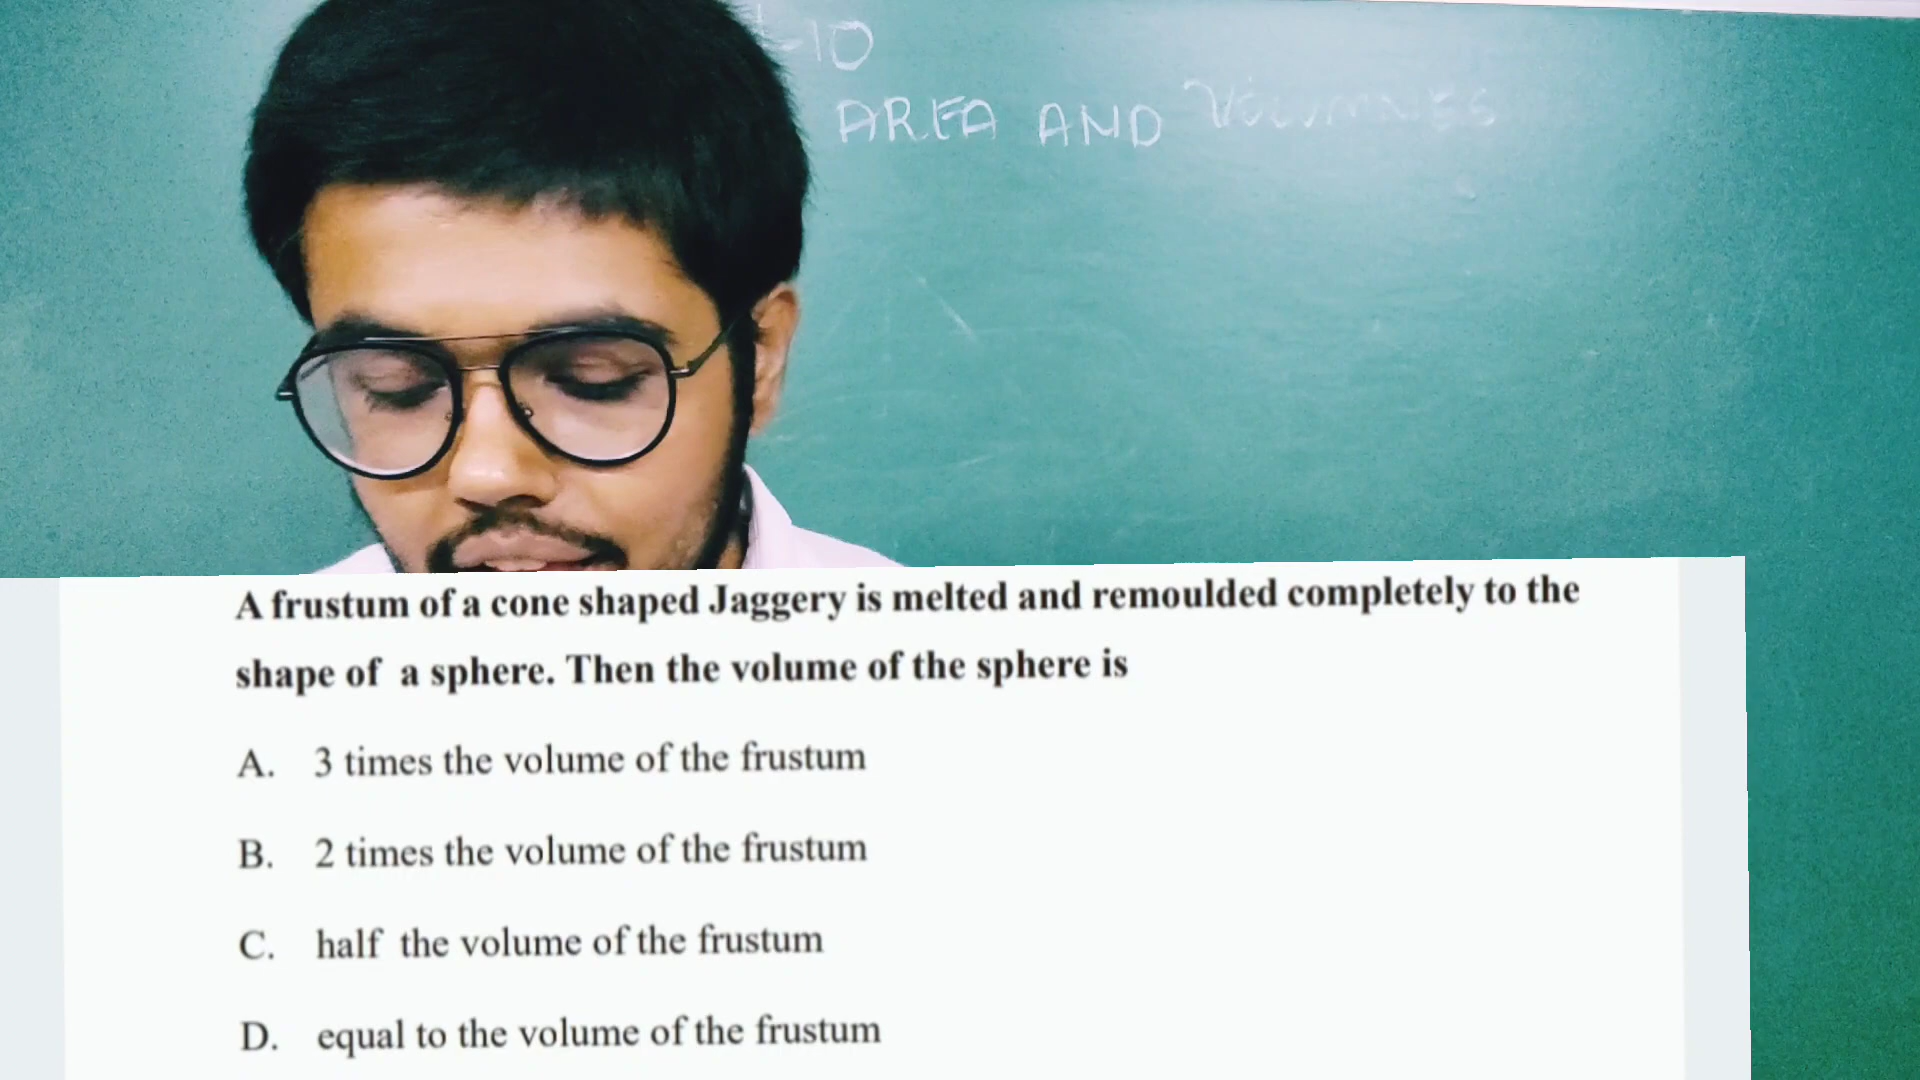 -10
AREA AND VOLUMNES
A frustum of a cone shaped Jaggery is melted and remoulded completely to the
shape of a sphere. Then the volume of the sphere is
A. 3 times the volume of the frustum
B. 2 times the volume of the frustum
C. half the volume of the frustum
D. equal to the volume of the frustum